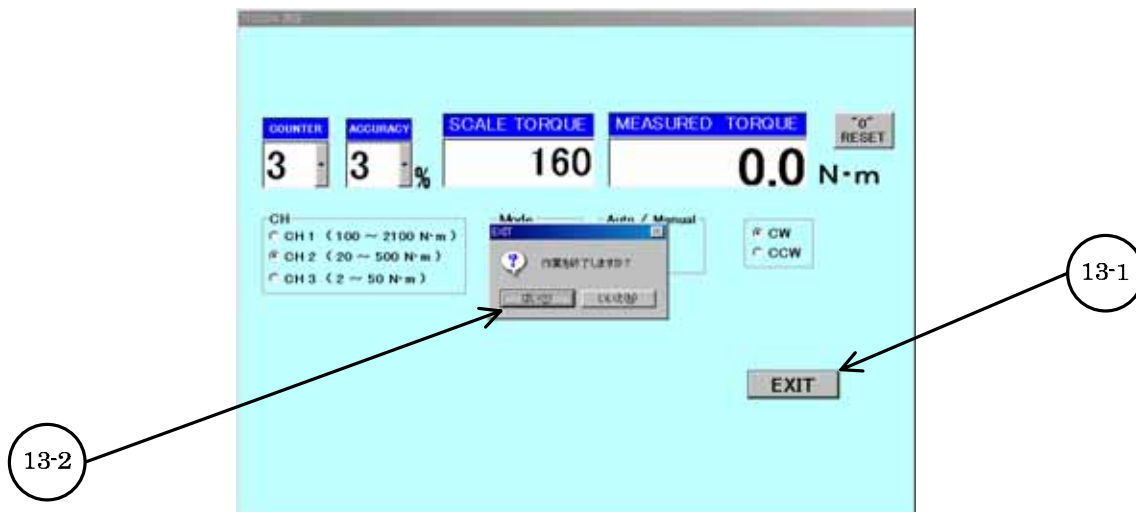 COUNTER
ACCURACY
SCALE TORQUE
MEASURED TORQUE
"0"
RESET
3
3
%
160
0.0
N·m
CH
CH 1 (100 ～ 2100 N·m)
CH 2 (20 ～ 500 N·m)
CH 3 (2 ～ 50 N·m)
Mode
Auto / Manual
CW
CCW
EXIT
作業を終了しますか？
はい(Y)
いいえ(N)
EXIT
13-1
13-2